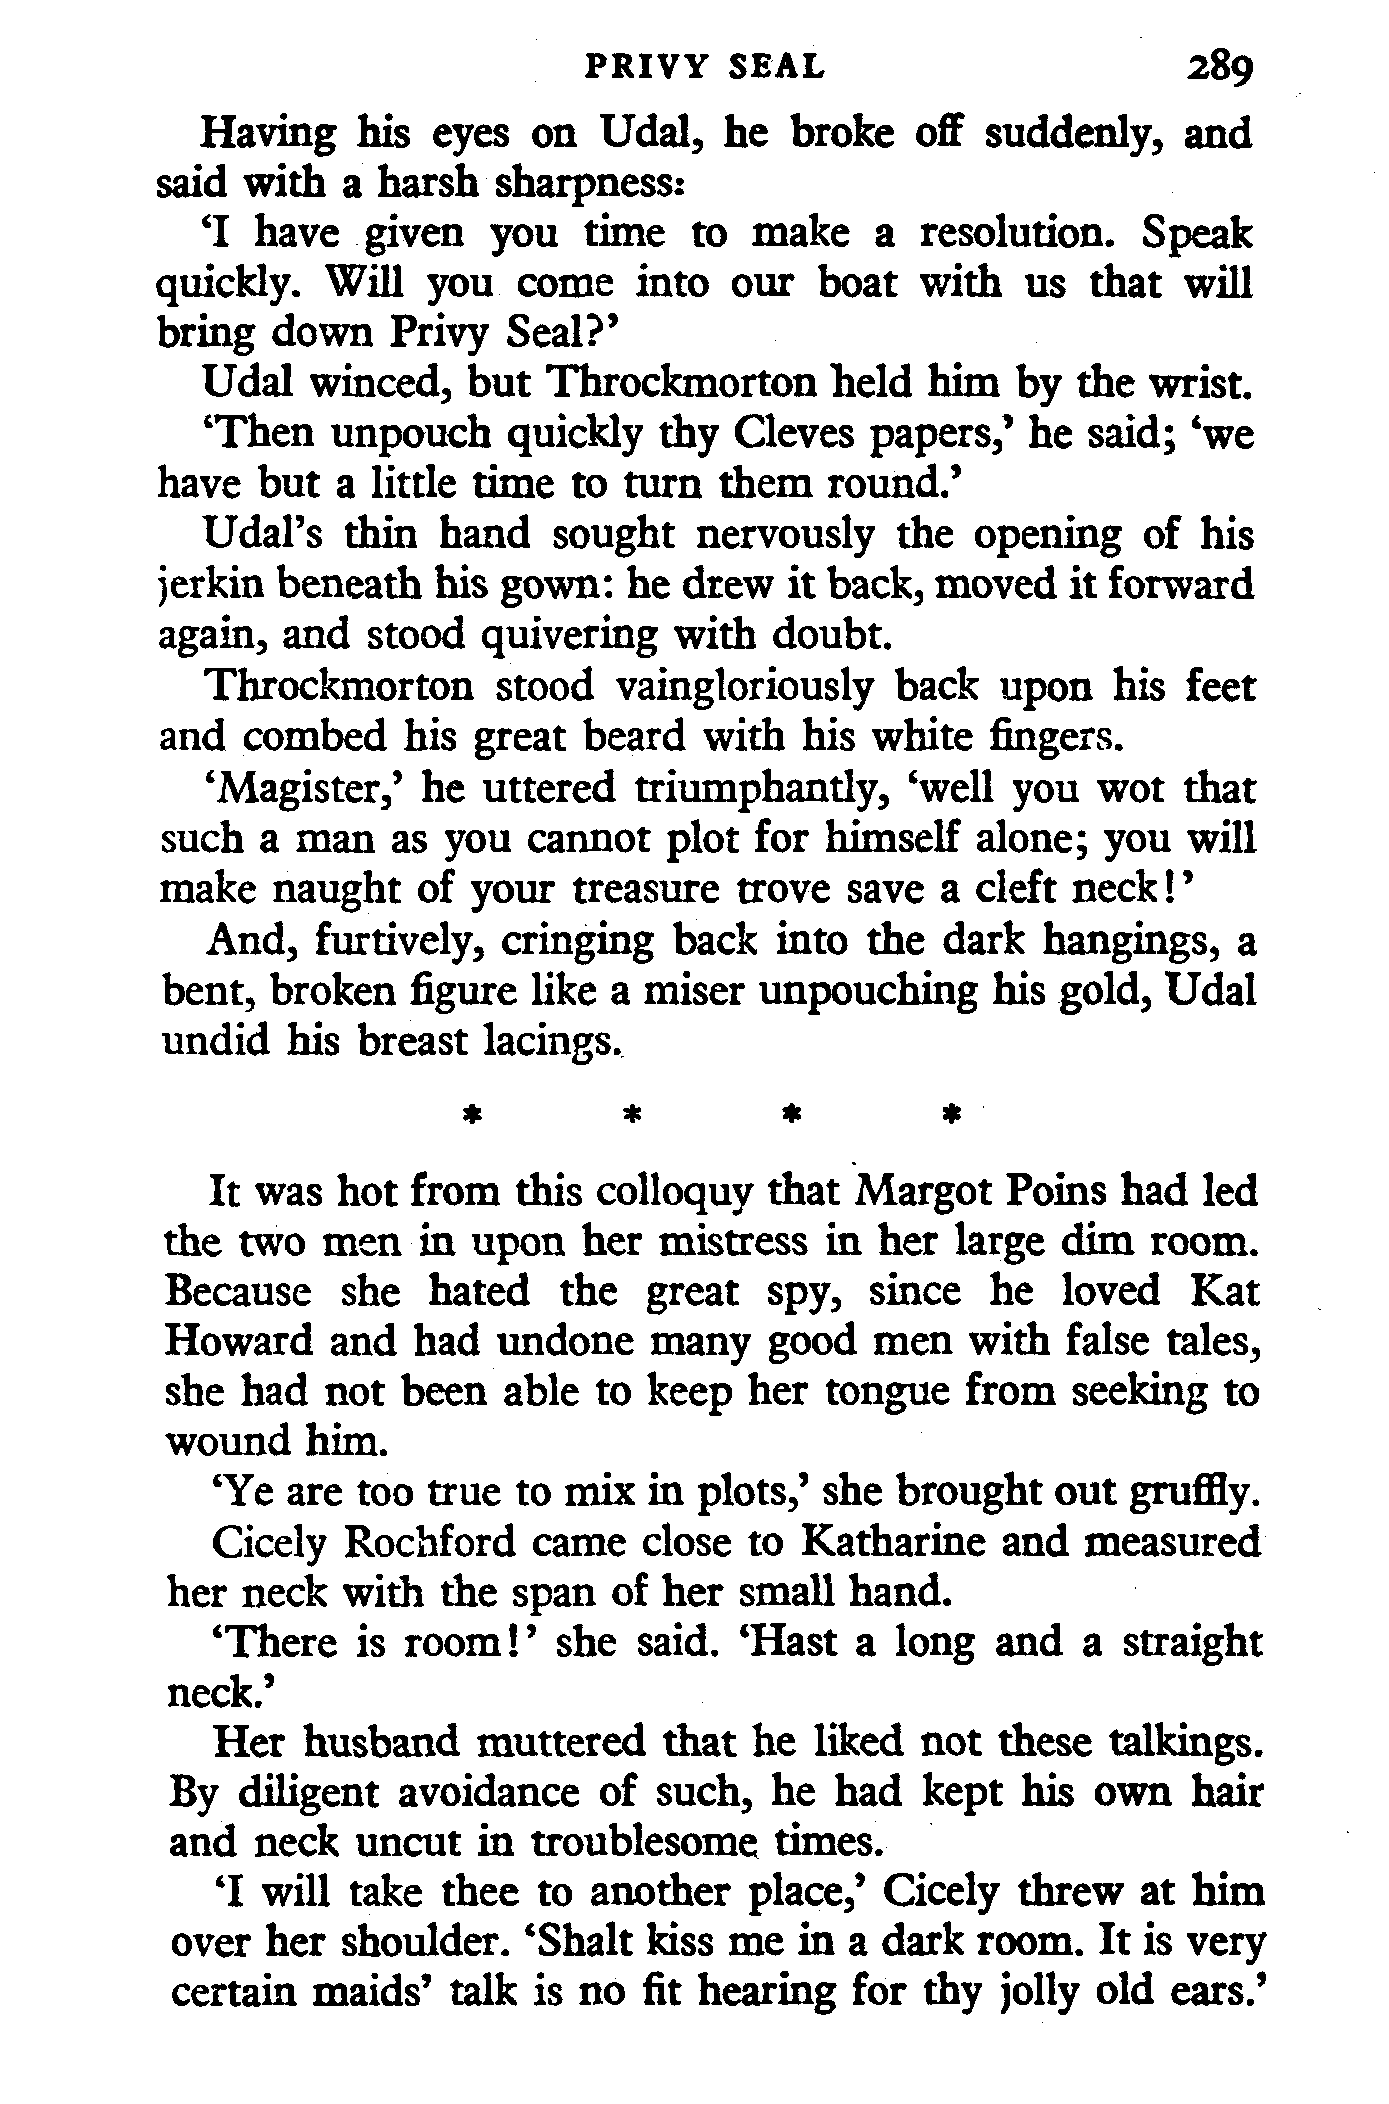 PRIVY SEAL 289
Having his eyes on Udal, he broke off suddenly, and
said with a harsh sharpness:
‘I have given you time to make a resolution. Speak
quickly. Will you come into our boat with us that will
bring down Privy Seal?’
Udal winced, but Throckmorton held him by the wrist.
‘Then unpouch quickly thy Cleves papers,’ he said; ‘we
have but a little time to turn them round.’
Udal’s thin hand sought nervously the opening of his
jerkin beneath his gown: he drew it back, moved it forward
again, and stood quivering with doubt.
Throckmorton stood vaingloriously back upon his feet
and combed his great beard with his white fingers.
‘Magister,’ he uttered triumphantly, ‘well you wot that
such a man as you cannot plot for himself alone; you will
make naught of your treasure trove save a cleft neck!’
And, furtively, cringing back into the dark hangings, a
bent, broken figure like a miser unpouching his gold, Udal
undid his breast lacings.
* * * *
It was hot from this colloquy that Margot Poins had led
the two men in upon her mistress in her large dim room.
Because she hated the great spy, since he loved Kat
Howard and had undone many good men with false tales,
she had not been able to keep her tongue from seeking to
wound him.
‘Ye are too true to mix in plots,’ she brought out gruffly.
Cicely Rochford came close to Katharine and measured
her neck with the span of her small hand.
‘There is room!’ she said. ‘Hast a long and a straight
neck.’
Her husband muttered that he liked not these talkings.
By diligent avoidance of such, he had kept his own hair
and neck uncut in troublesome times.
‘I will take thee to another place,’ Cicely threw at him
over her shoulder. ‘Shalt kiss me in a dark room. It is very
certain maids’ talk is no fit hearing for thy jolly old ears.’